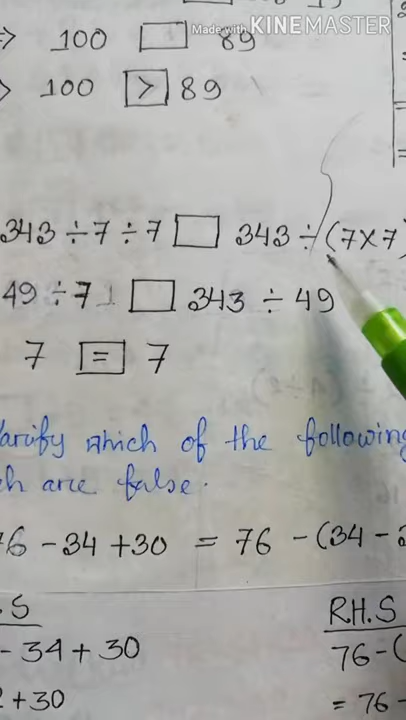 Made with KINEMASTER
100 □ 89
100 > 89
343 ÷ 7 ÷ 7 □ 343 ÷ (7 × 7)
49 ÷ 7 □ 343 ÷ 49
7 = 7
which of the following
are false.
76 - 34 + 30 = 76 - (34 -
.S
R.H.S
- 34 + 30
76 - (
+ 30
= 76 -